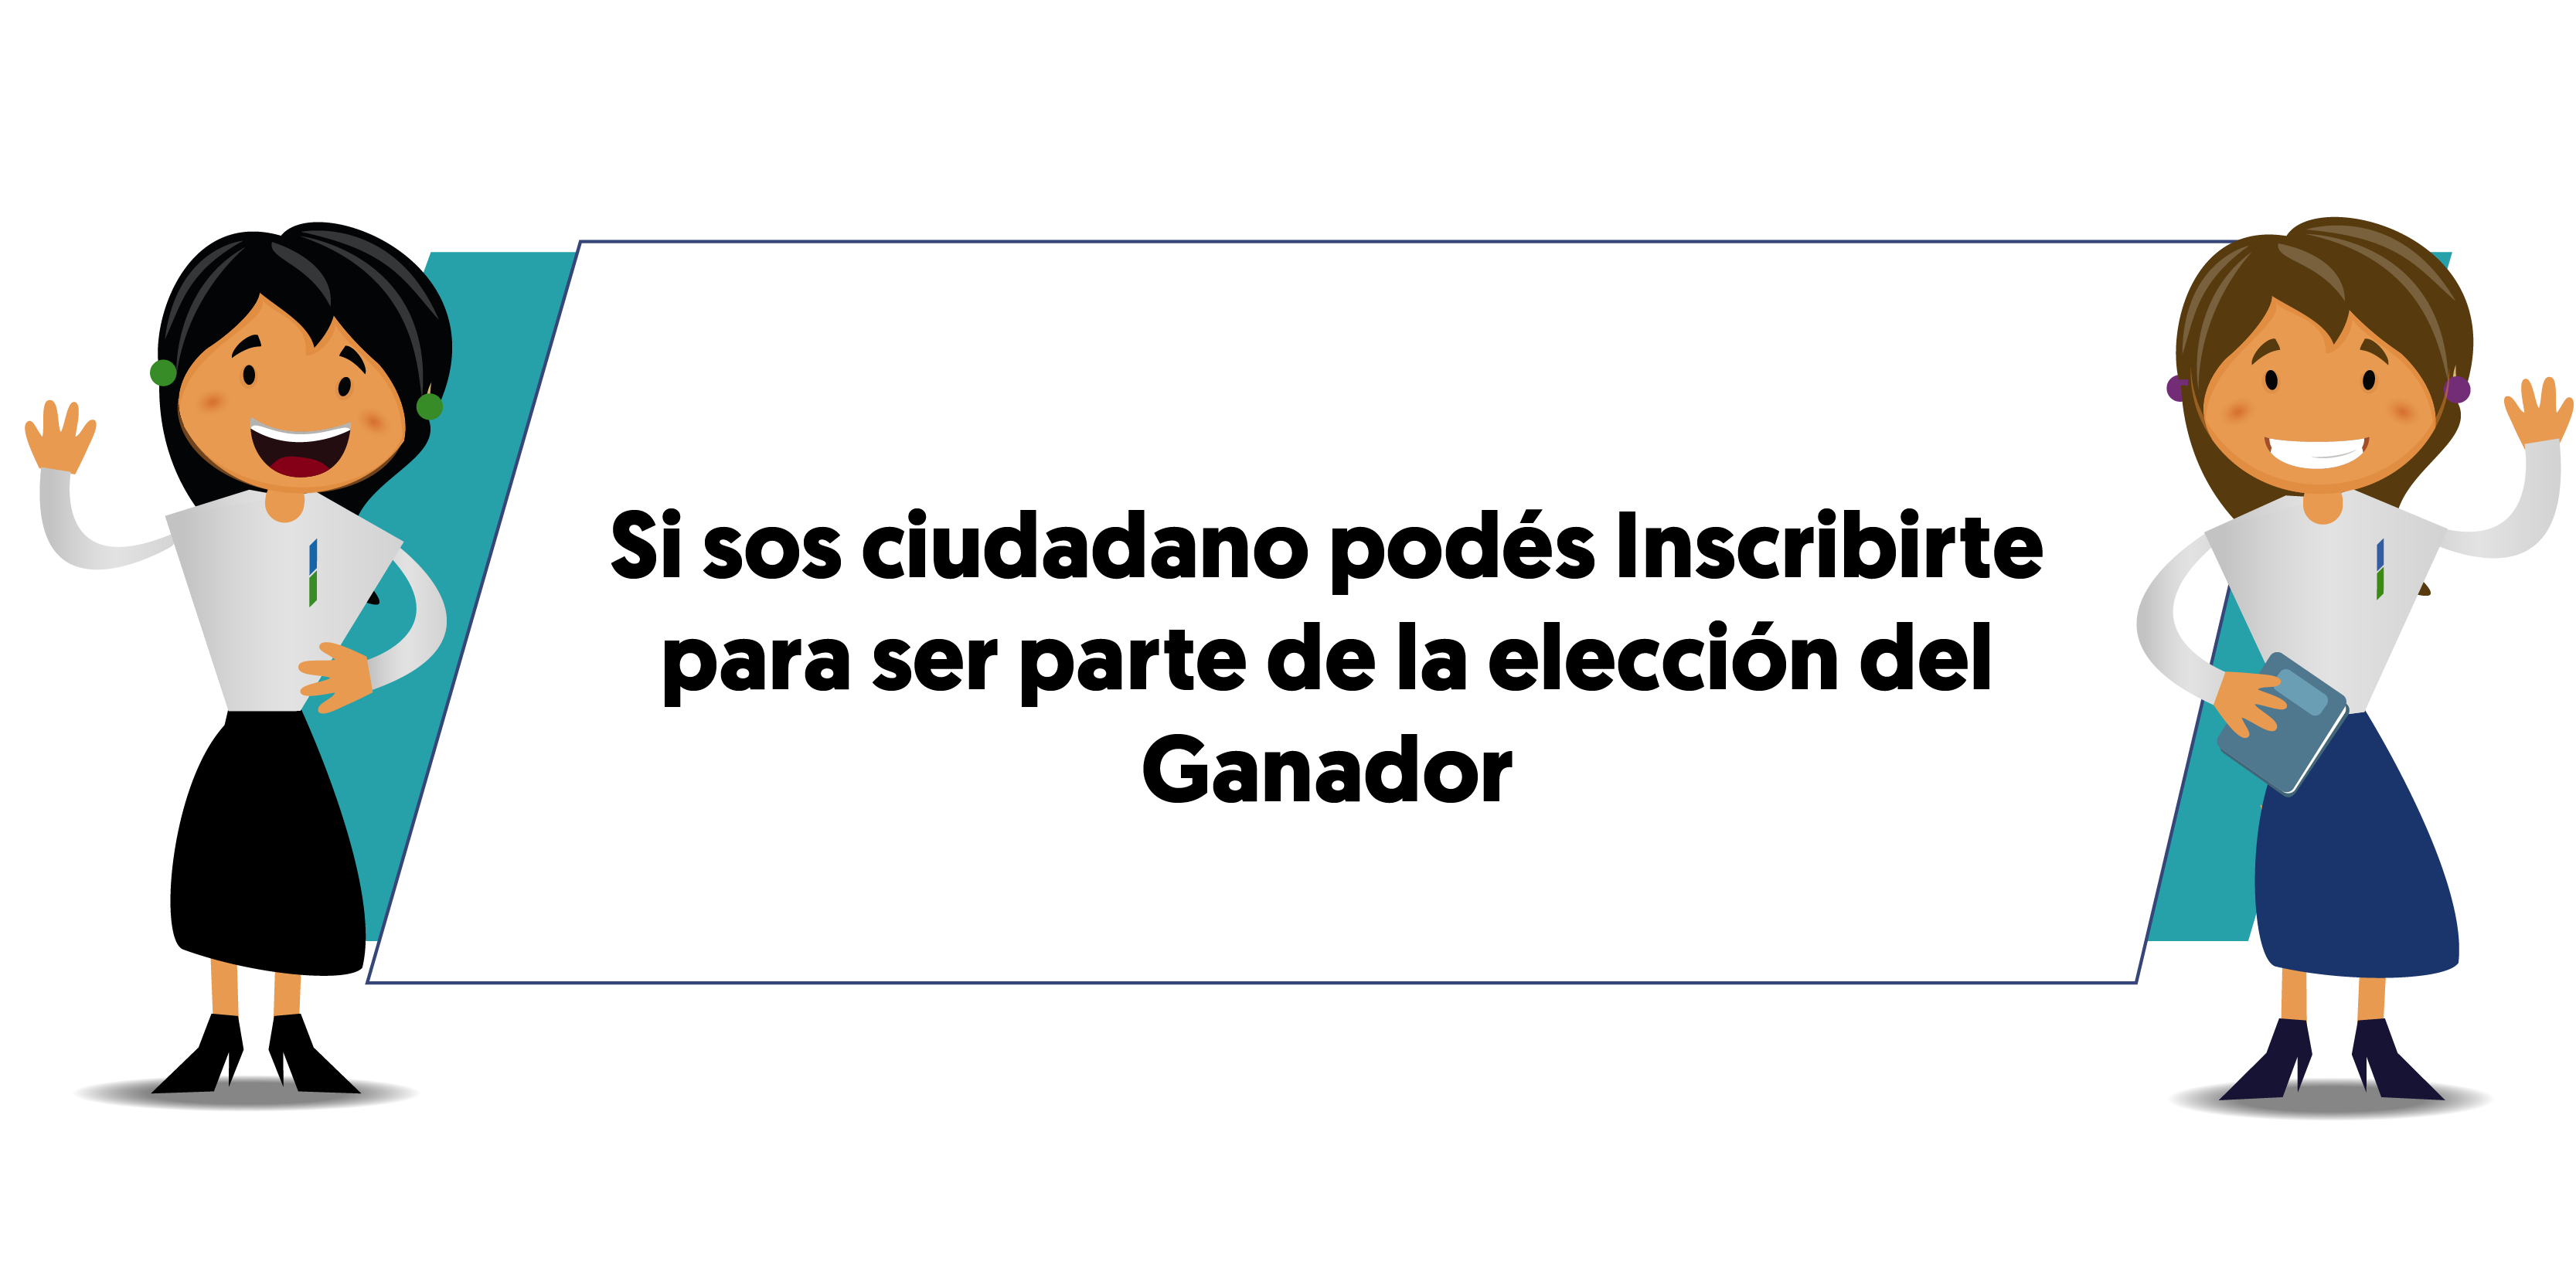 Si sos ciudadano podés Inscribirte
para ser parte de la elección del
Ganador